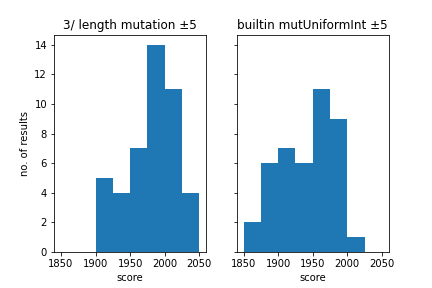 3/ length mutation ±5
builtin mutUniformInt ±5
no. of results
14
12
10
8
6
4
2
0
1850 1900 1950 2000 2050
1850 1900 1950 2000 2050
score
score